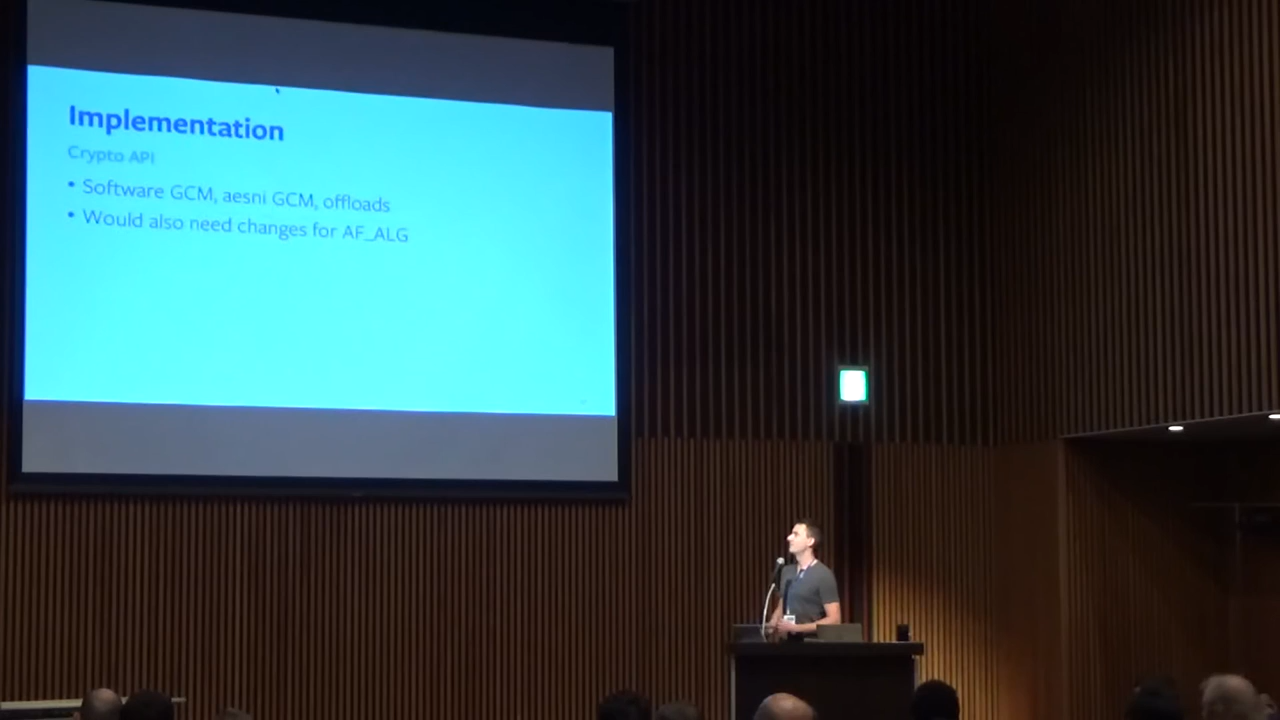 Implementation
Crypto API
• Software GCM, aesni GCM, offloads
• Would also need changes for AF_ALG